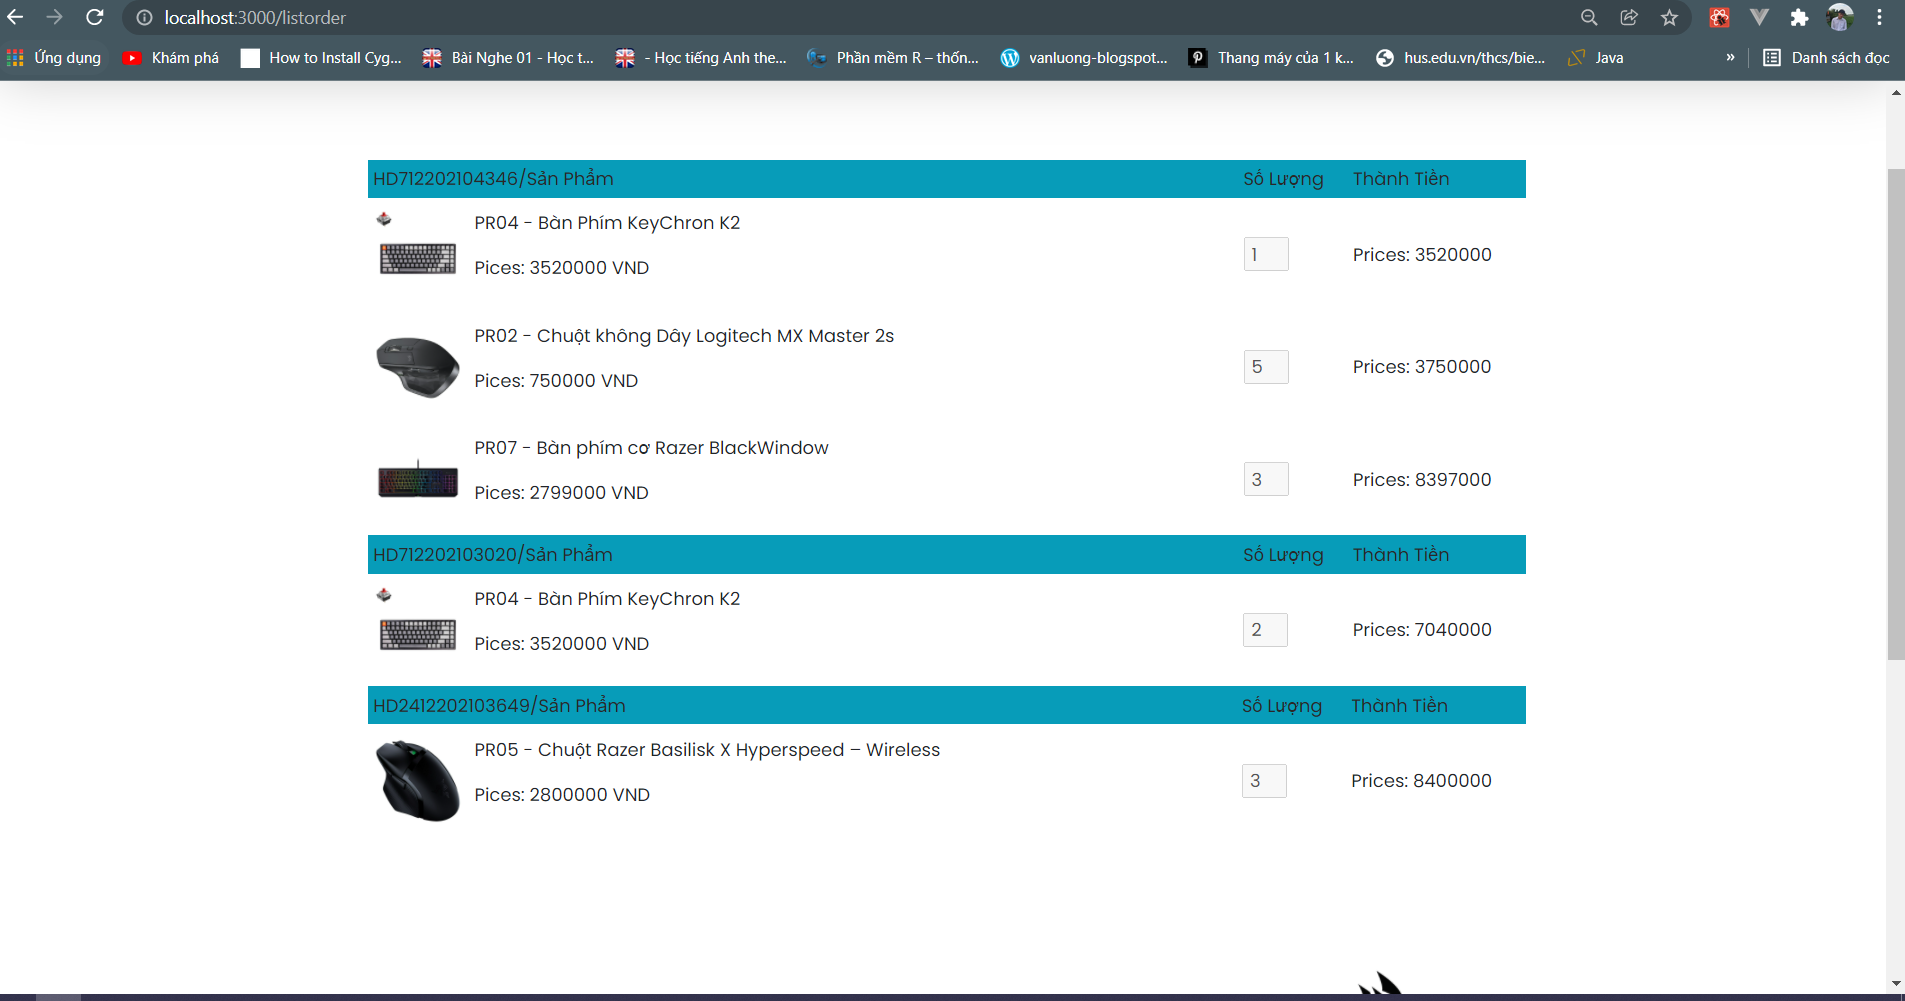 localhost:3000/listorder
Ứng dụng
Khám phá
How to Install Cyg...
Bài Nghe 01 - Học t...
- Học tiếng Anh the...
Phần mềm R – thốn...
vanluong-blogspot...
Thang máy của 1 k...
hus.edu.vn/thcs/bie...
Java
»
Danh sách đọc
HD712202104346/Sản Phẩm Số Lượng Thành Tiền
PR04 - Bàn Phím KeyChron K2
Pices: 3520000 VND
1
Prices: 3520000
PR02 - Chuột không Dây Logitech MX Master 2s
Pices: 750000 VND
5
Prices: 3750000
PR07 - Bàn phím cơ Razer BlackWindow
Pices: 2799000 VND
3
Prices: 8397000
HD712202103020/Sản Phẩm Số Lượng Thành Tiền
PR04 - Bàn Phím KeyChron K2
Pices: 3520000 VND
2
Prices: 7040000
HD2412202103649/Sản Phẩm Số Lượng Thành Tiền
PR05 - Chuột Razer Basilisk X Hyperspeed – Wireless
Pices: 2800000 VND
3
Prices: 8400000